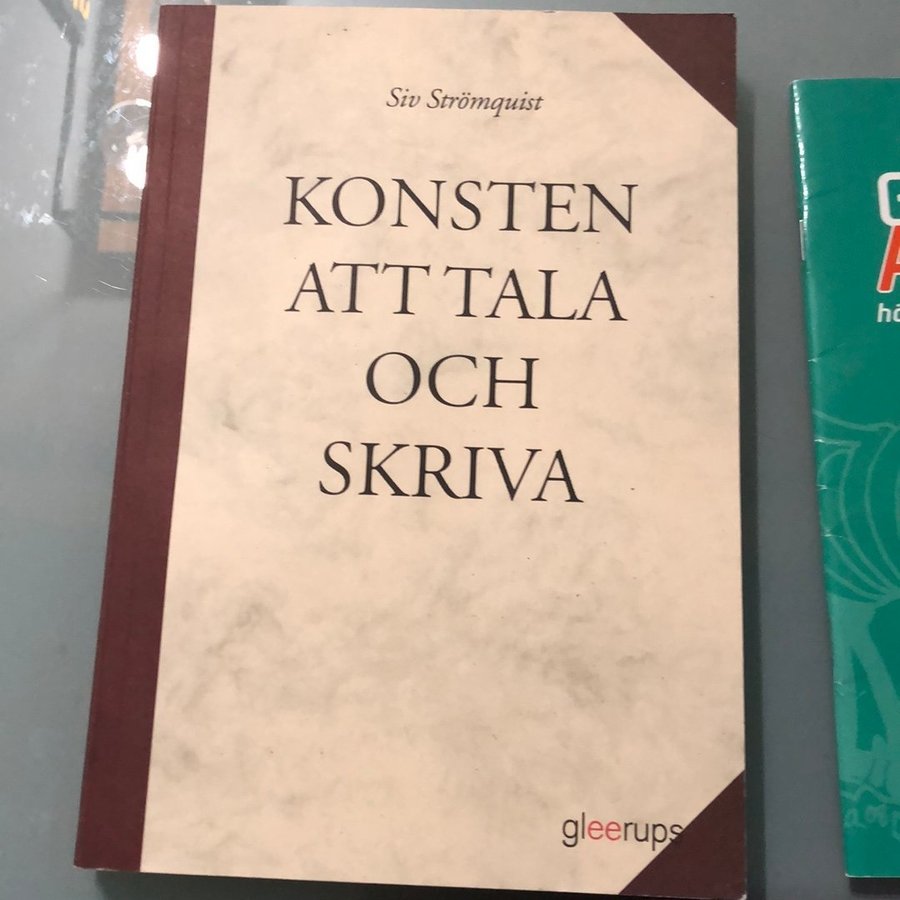 Siv Strömquist
KONSTEN
ATT TALA
OCH
SKRIVA
gleerups